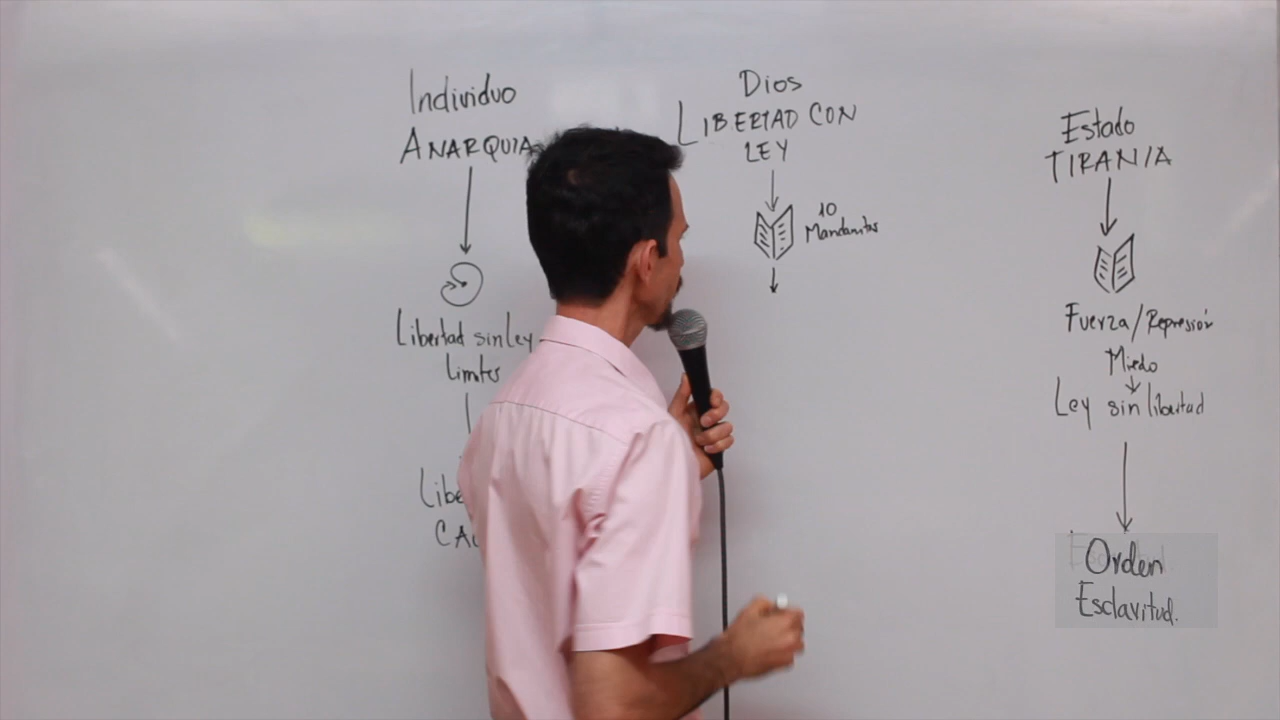 Individuo
ANARQUIA
Libertad sin ley
Limites
Dios
LIBERTAD CON
LEY
10
Estado
TIRANIA
Fuerza/Represión
Miedo
Ley sin libertad
Orden
Esclavitud.